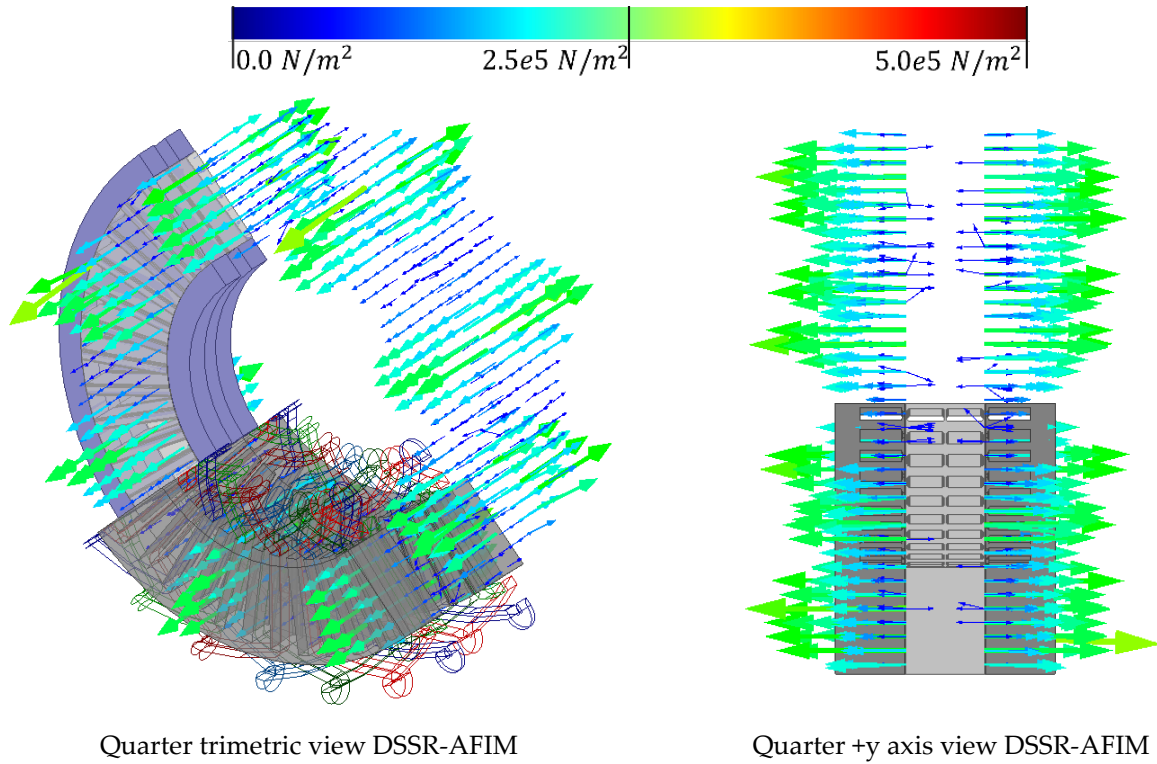 0.0 N/m² 2.5e5 N/m² 5.0e5 N/m²
Quarter trimetric view DSSR-AFIM Quarter +y axis view DSSR-AFIM